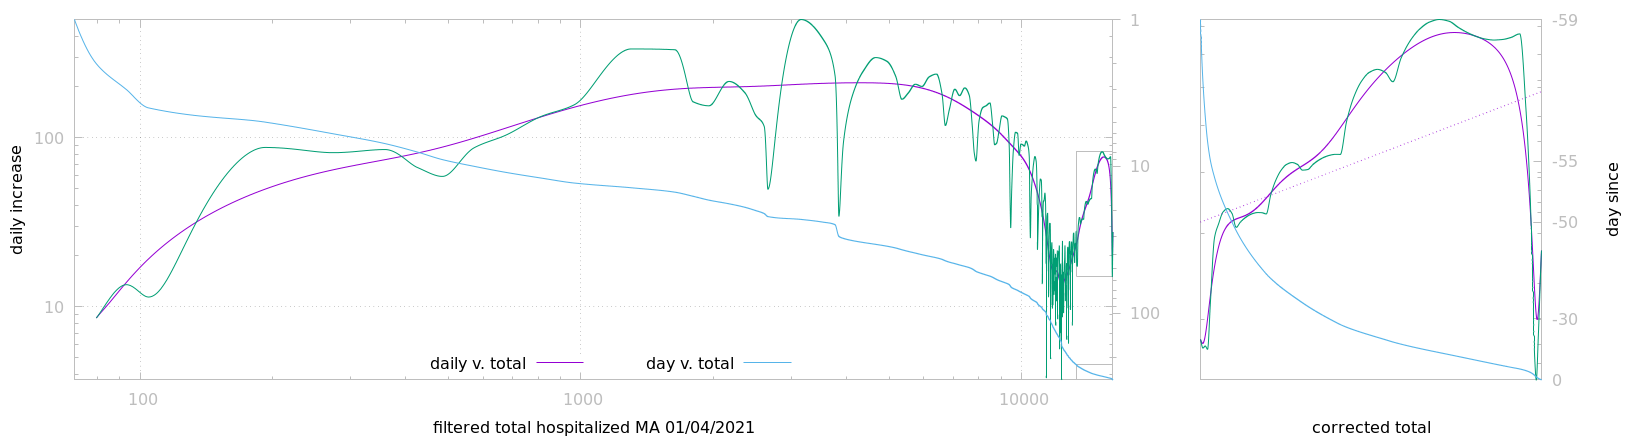 daily increase
100
10
100
1000
10000
1
10
100
daily v. total
day v. total
filtered total hospitalized MA 01/04/2021
-59
-55
-50
-30
0
day since
corrected total